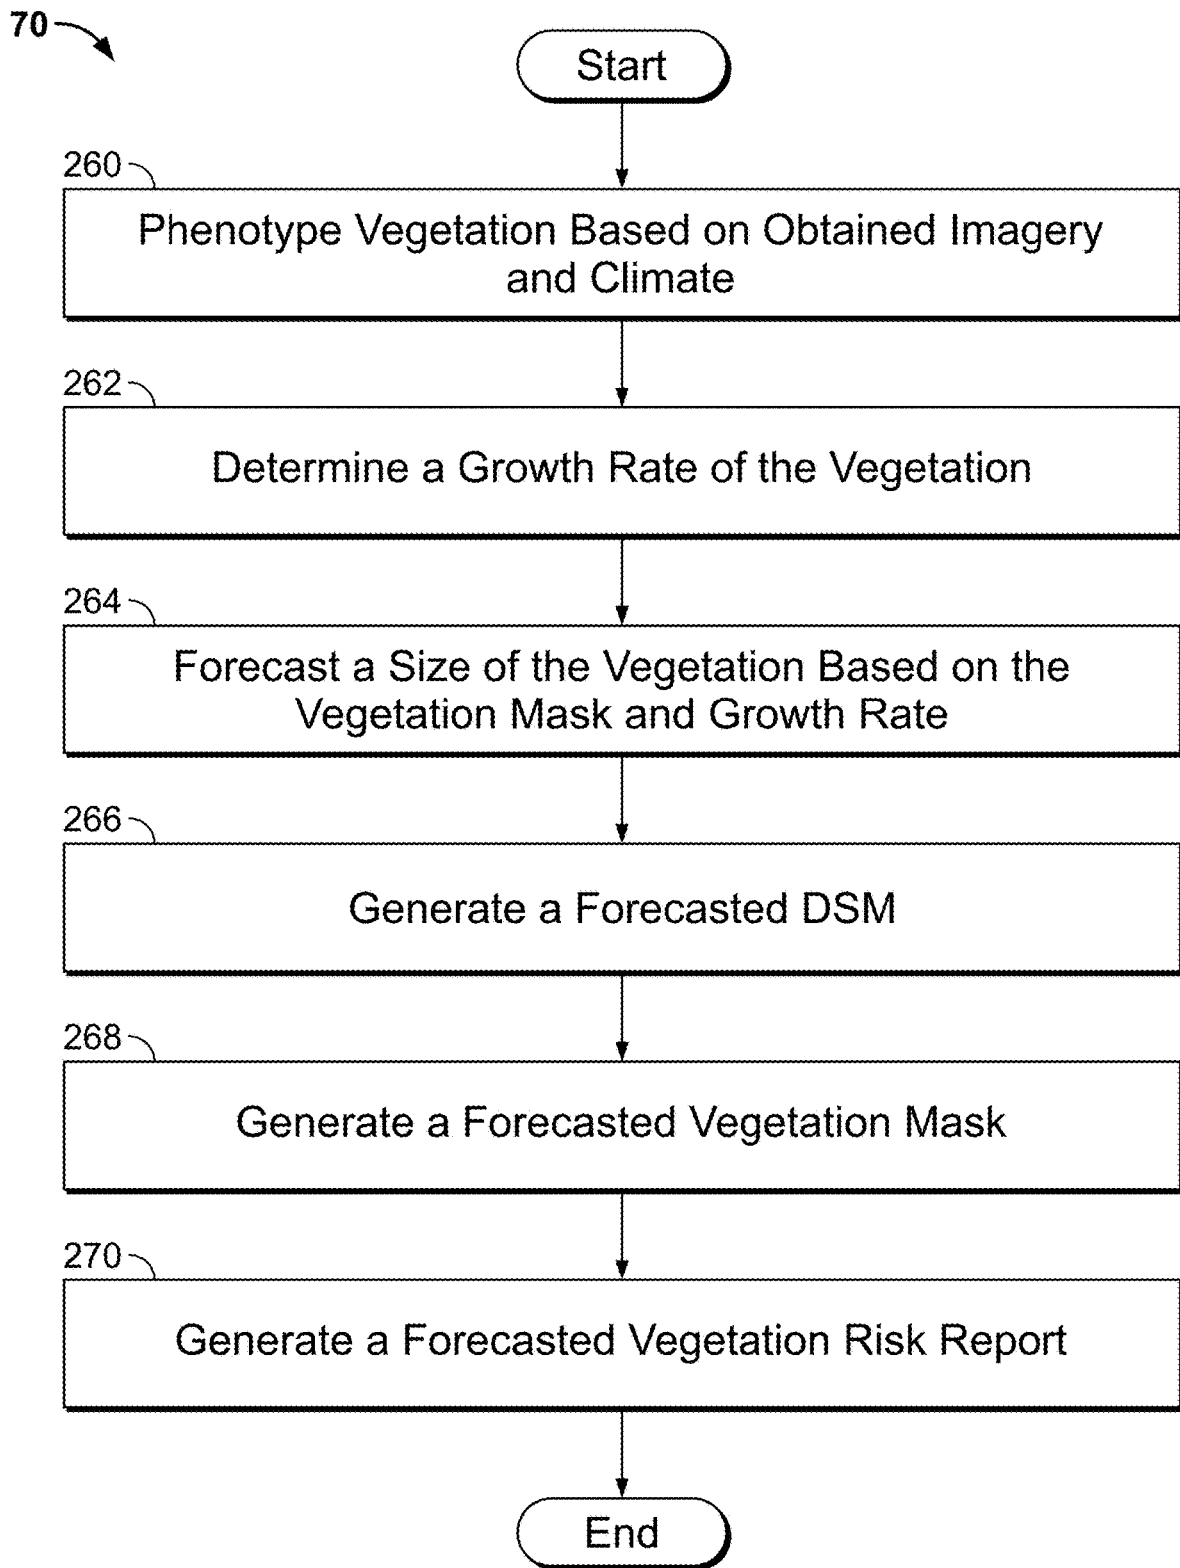 70
Start
260
Phenotype Vegetation Based on Obtained Imagery
and Climate
262
Determine a Growth Rate of the Vegetation
264
Forecast a Size of the Vegetation Based on the
Vegetation Mask and Growth Rate
266
Generate a Forecasted DSM
268
Generate a Forecasted Vegetation Mask
270
Generate a Forecasted Vegetation Risk Report
End